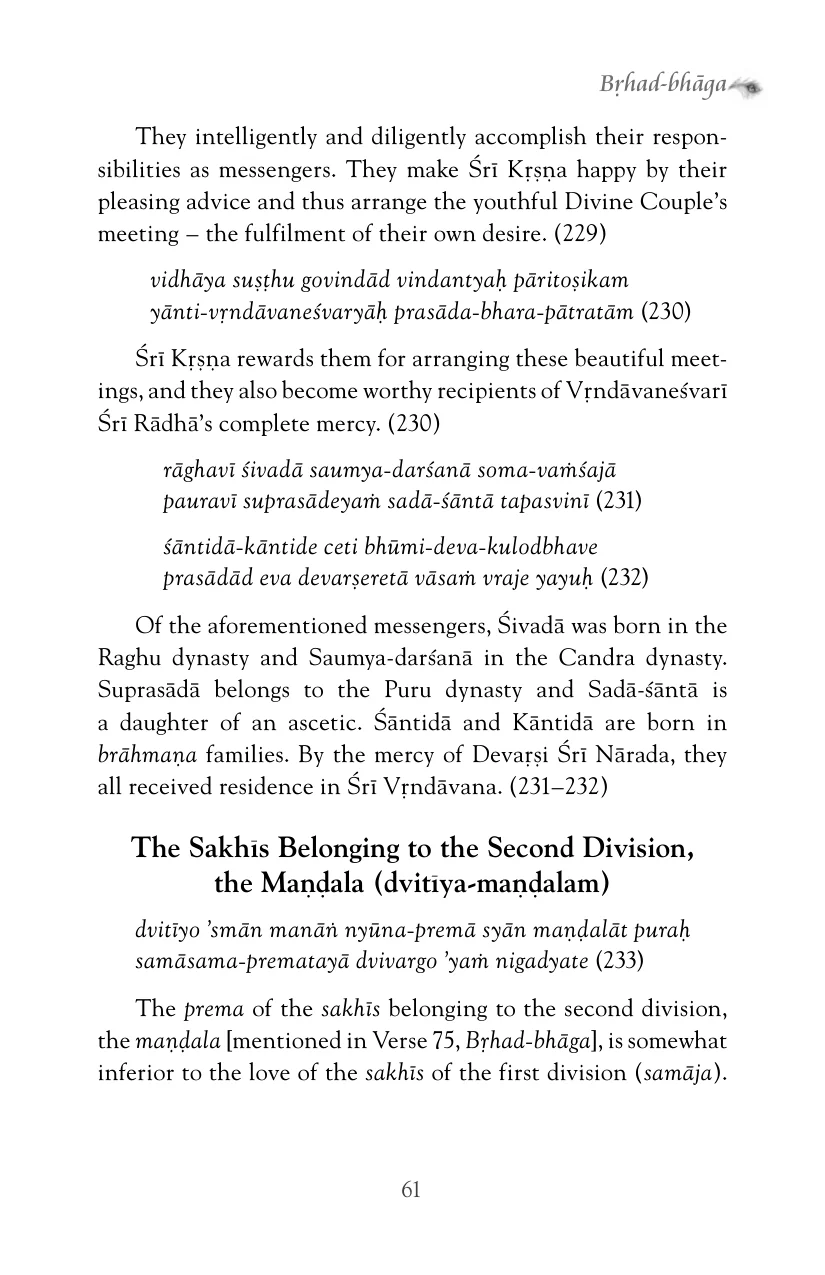 Bṛhad-bhāga
They intelligently and diligently accomplish their respon-
sibilities as messengers. They make Śrī Kṛṣṇa happy by their
pleasing advice and thus arrange the youthful Divine Couple’s
meeting – the fulfilment of their own desire. (229)
vidhāya suṣṭhu govindād vindantyaḥ pāritoṣikam
yānti-vṛndāvaneśvaryāḥ prasāda-bhara-pātratām (230)
Śrī Kṛṣṇa rewards them for arranging these beautiful meet-
ings, and they also become worthy recipients of Vṛndāvaneśvarī
Śrī Rādhā’s complete mercy. (230)
rāghavī śivadā saumya-darśanā soma-vaṁśajā
pauravī suprasādeyaṁ sadā-śāntā tapasvinī (231)
śāntidā-kāntide ceti bhūmi-deva-kulodbhave
prasādād eva devarṣeretā vāsaṁ vraje yayuḥ (232)
Of the aforementioned messengers, Śivadā was born in the
Raghu dynasty and Saumya-darśanā in the Candra dynasty.
Suprasādā belongs to the Puru dynasty and Sadā-śāntā is
a daughter of an ascetic. Śāntidā and Kāntidā are born in
brāhmaṇa families. By the mercy of Devaṛṣi Śrī Nārada, they
all received residence in Śrī Vṛndāvana. (231–232)
The Sakhīs Belonging to the Second Division,
the Maṇḍala (dvitīya-maṇḍalam)
dvitīyo ’smān manāṅ nyūna-premā syān maṇḍalāt puraḥ
samāsama-prematayā dvivargo ’yaṁ nigadyate (233)
The prema of the sakhīs belonging to the second division,
the maṇḍala [mentioned in Verse 75, Bṛhad-bhāga], is somewhat
inferior to the love of the sakhīs of the first division (samāja).
61